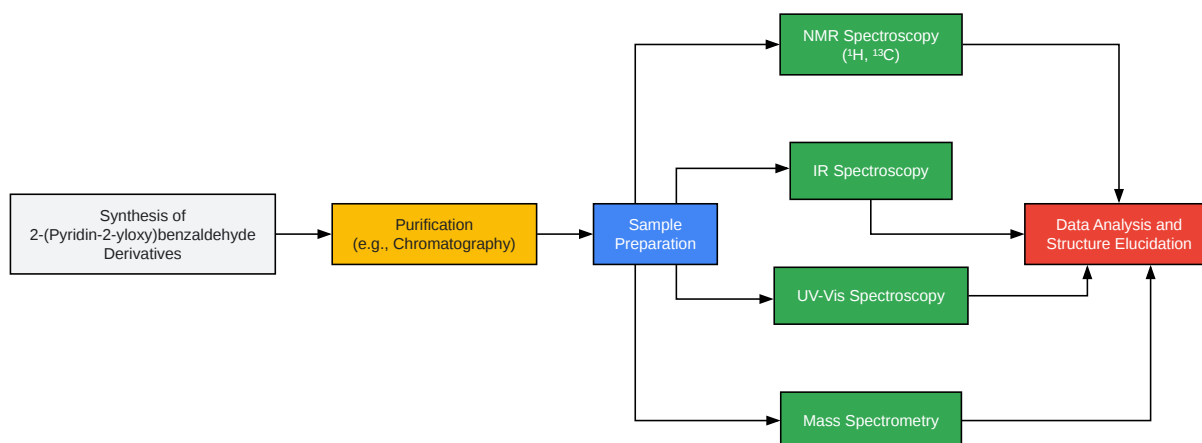 Synthesis of
2-(Pyridin-2-yloxy)benzaldehyde
Derivatives
Purification
(e.g., Chromatography)
Sample
Preparation
NMR Spectroscopy
(¹H, ¹³C)
IR Spectroscopy
UV-Vis Spectroscopy
Mass Spectrometry
Data Analysis and
Structure Elucidation